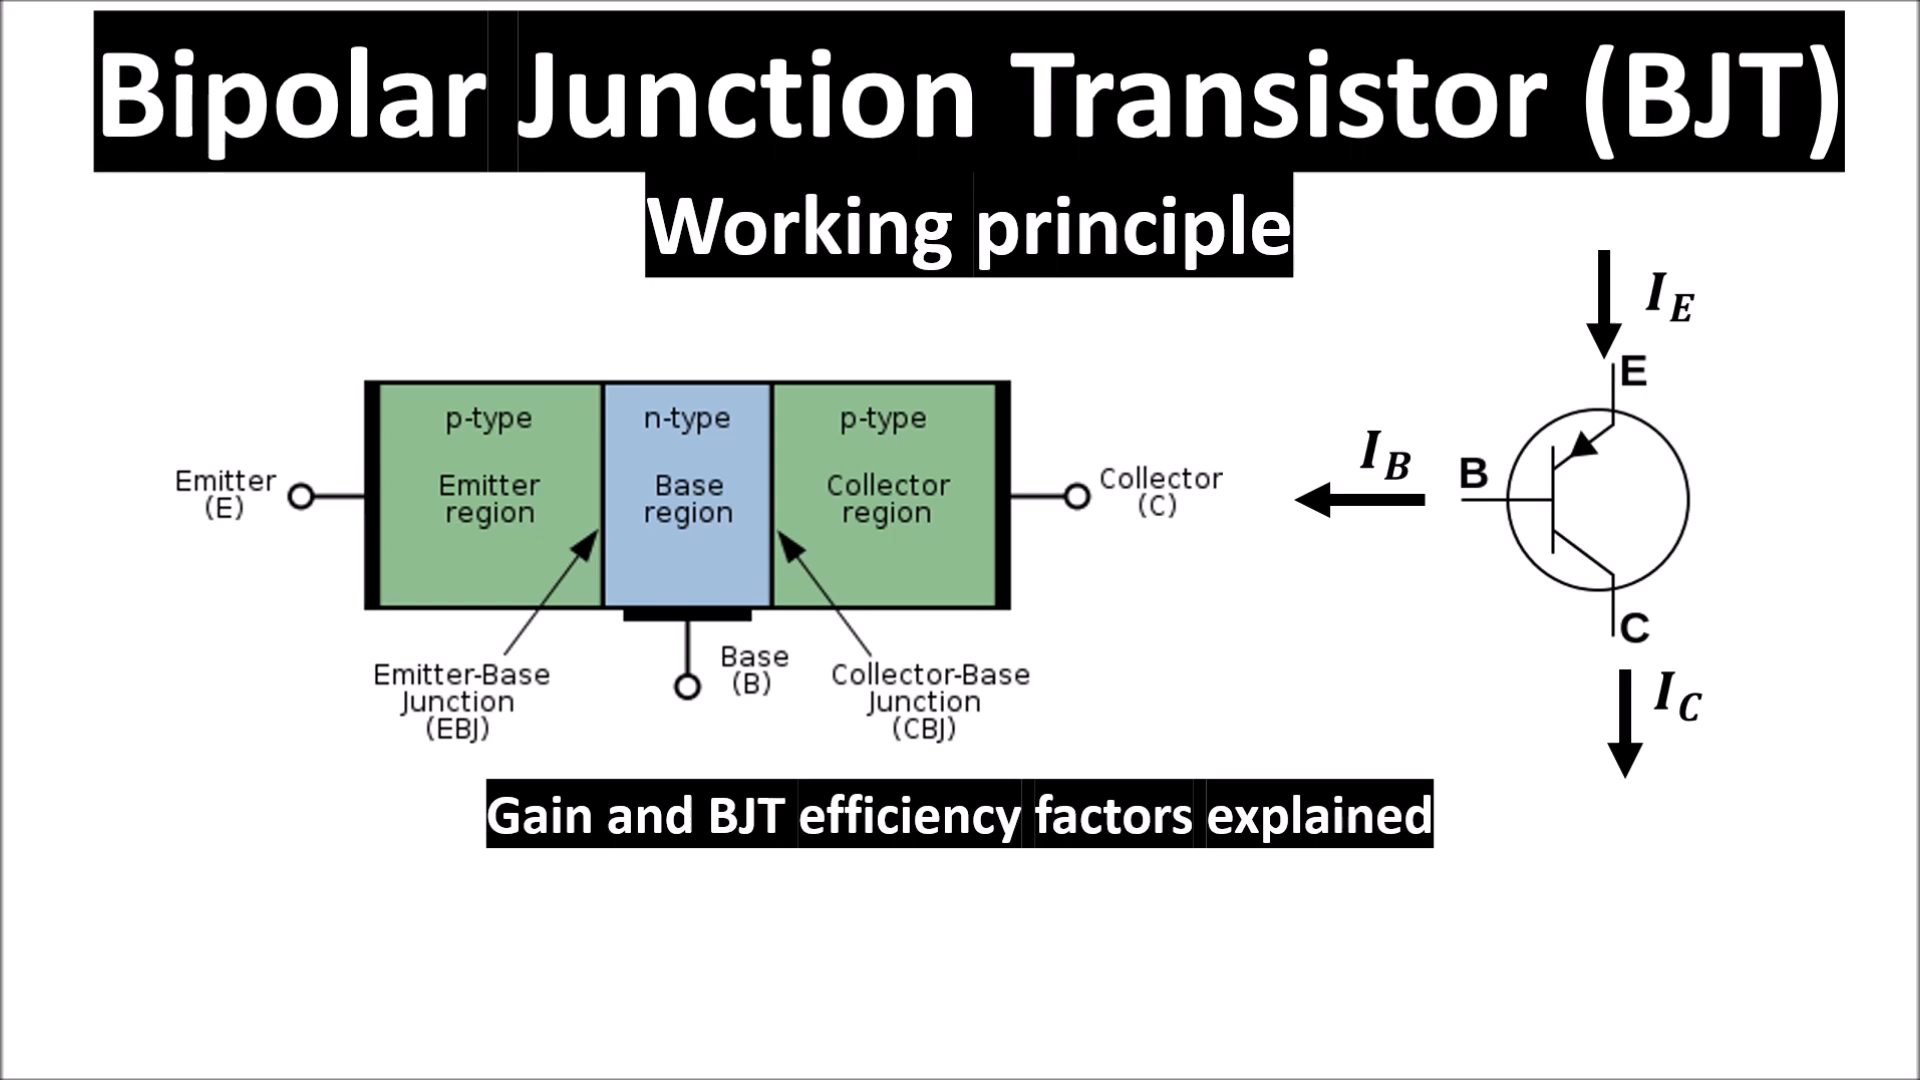 Bipolar Junction Transistor (BJT)
Working principle
I_E
E
p-type
n-type
p-type
I_B
B
Emitter
(E)
Emitter
region
Base
region
Collector
region
Collector
(C)
C
Emitter-Base
Junction
(EBJ)
Base
(B)
Collector-Base
Junction
(CBJ)
I_C
Gain and BJT efficiency factors explained